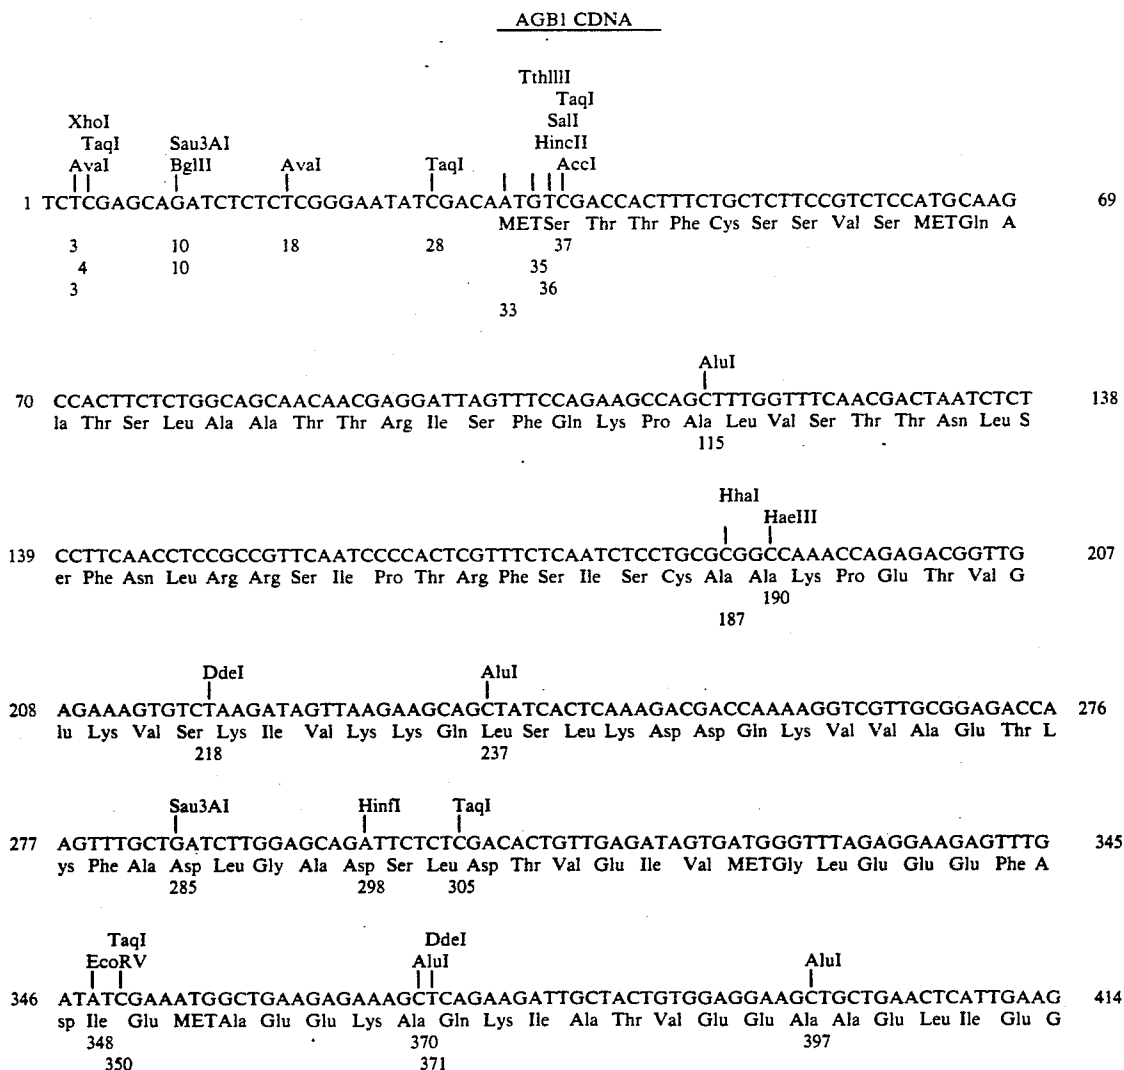 AGB1 CDNA
TthlllI
TaqI
XhoI SalI
TaqI Sau3AI HincII
AvaI BglII AvaI TaqI AccI
1 TCTCGAGCAGATCTCTCTCGGGAATATCGACAATGTCGACCACTTTCTGCTCTTCCGTCTCCATGCAAG 69
METSer Thr Thr Phe Cys Ser Ser Val Ser METGln A
3 10 18 28 37
4 10 35
3 36
33
AluI
70 CCACTTCTCTGGCAGCAACAACGAGGATTAGTTTCCAGAAGCCAGCTTTGGTTTCAACGACTAATCTCT 138
la Thr Ser Leu Ala Ala Thr Thr Arg Ile Ser Phe Gln Lys Pro Ala Leu Val Ser Thr Thr Asn Leu S
115
HhaI
HaeIII
139 CCTTCAACCTCCGCCGTTCAATCCCCACTCGTTTCTCAATCTCCTGCGCGGCCAAACCAGAGACGGTTG 207
er Phe Asn Leu Arg Arg Ser Ile Pro Thr Arg Phe Ser Ile Ser Cys Ala Ala Lys Pro Glu Thr Val G
190
187
DdeI AluI
208 AGAAAGTGTCTAAGATAGTTAAGAAGCAGCTATCACTCAAAGACGACCAAAAGGTCGTTGCGGAGACCA 276
lu Lys Val Ser Lys Ile Val Lys Lys Gln Leu Ser Leu Lys Asp Asp Gln Lys Val Val Ala Glu Thr L
218 237
Sau3AI HinfI TaqI
277 AGTTTGCTGATCTTGGAGCAGATTCTCTCGACACTGTTGAGATAGTGATGGGTTTAGAGGAAGAGTTTG 345
ys Phe Ala Asp Leu Gly Ala Asp Ser Leu Asp Thr Val Glu Ile Val METGly Leu Glu Glu Glu Phe A
285 298 305
TaqI DdeI
EcoRV AluI AluI
346 ATATCGAAATGGCTGAAGAGAAAGCTCAGAAGATTGCTACTGTGGAGGAAGCTGCTGAACTCATTGAAG 414
sp Ile Glu METAla Glu Glu Lys Ala Gln Lys Ile Ala Thr Val Glu Glu Ala Ala Glu Leu Ile Glu G
348 370 397
350 371